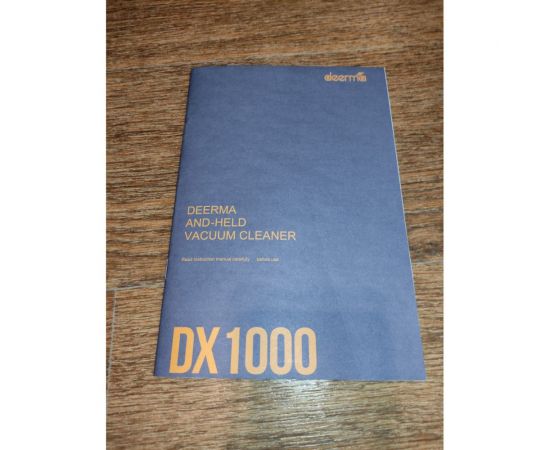 deerma
DEERMA
AND-HELD
VACUUM CLEANER
Read instruction manual carefully before use
DX1000